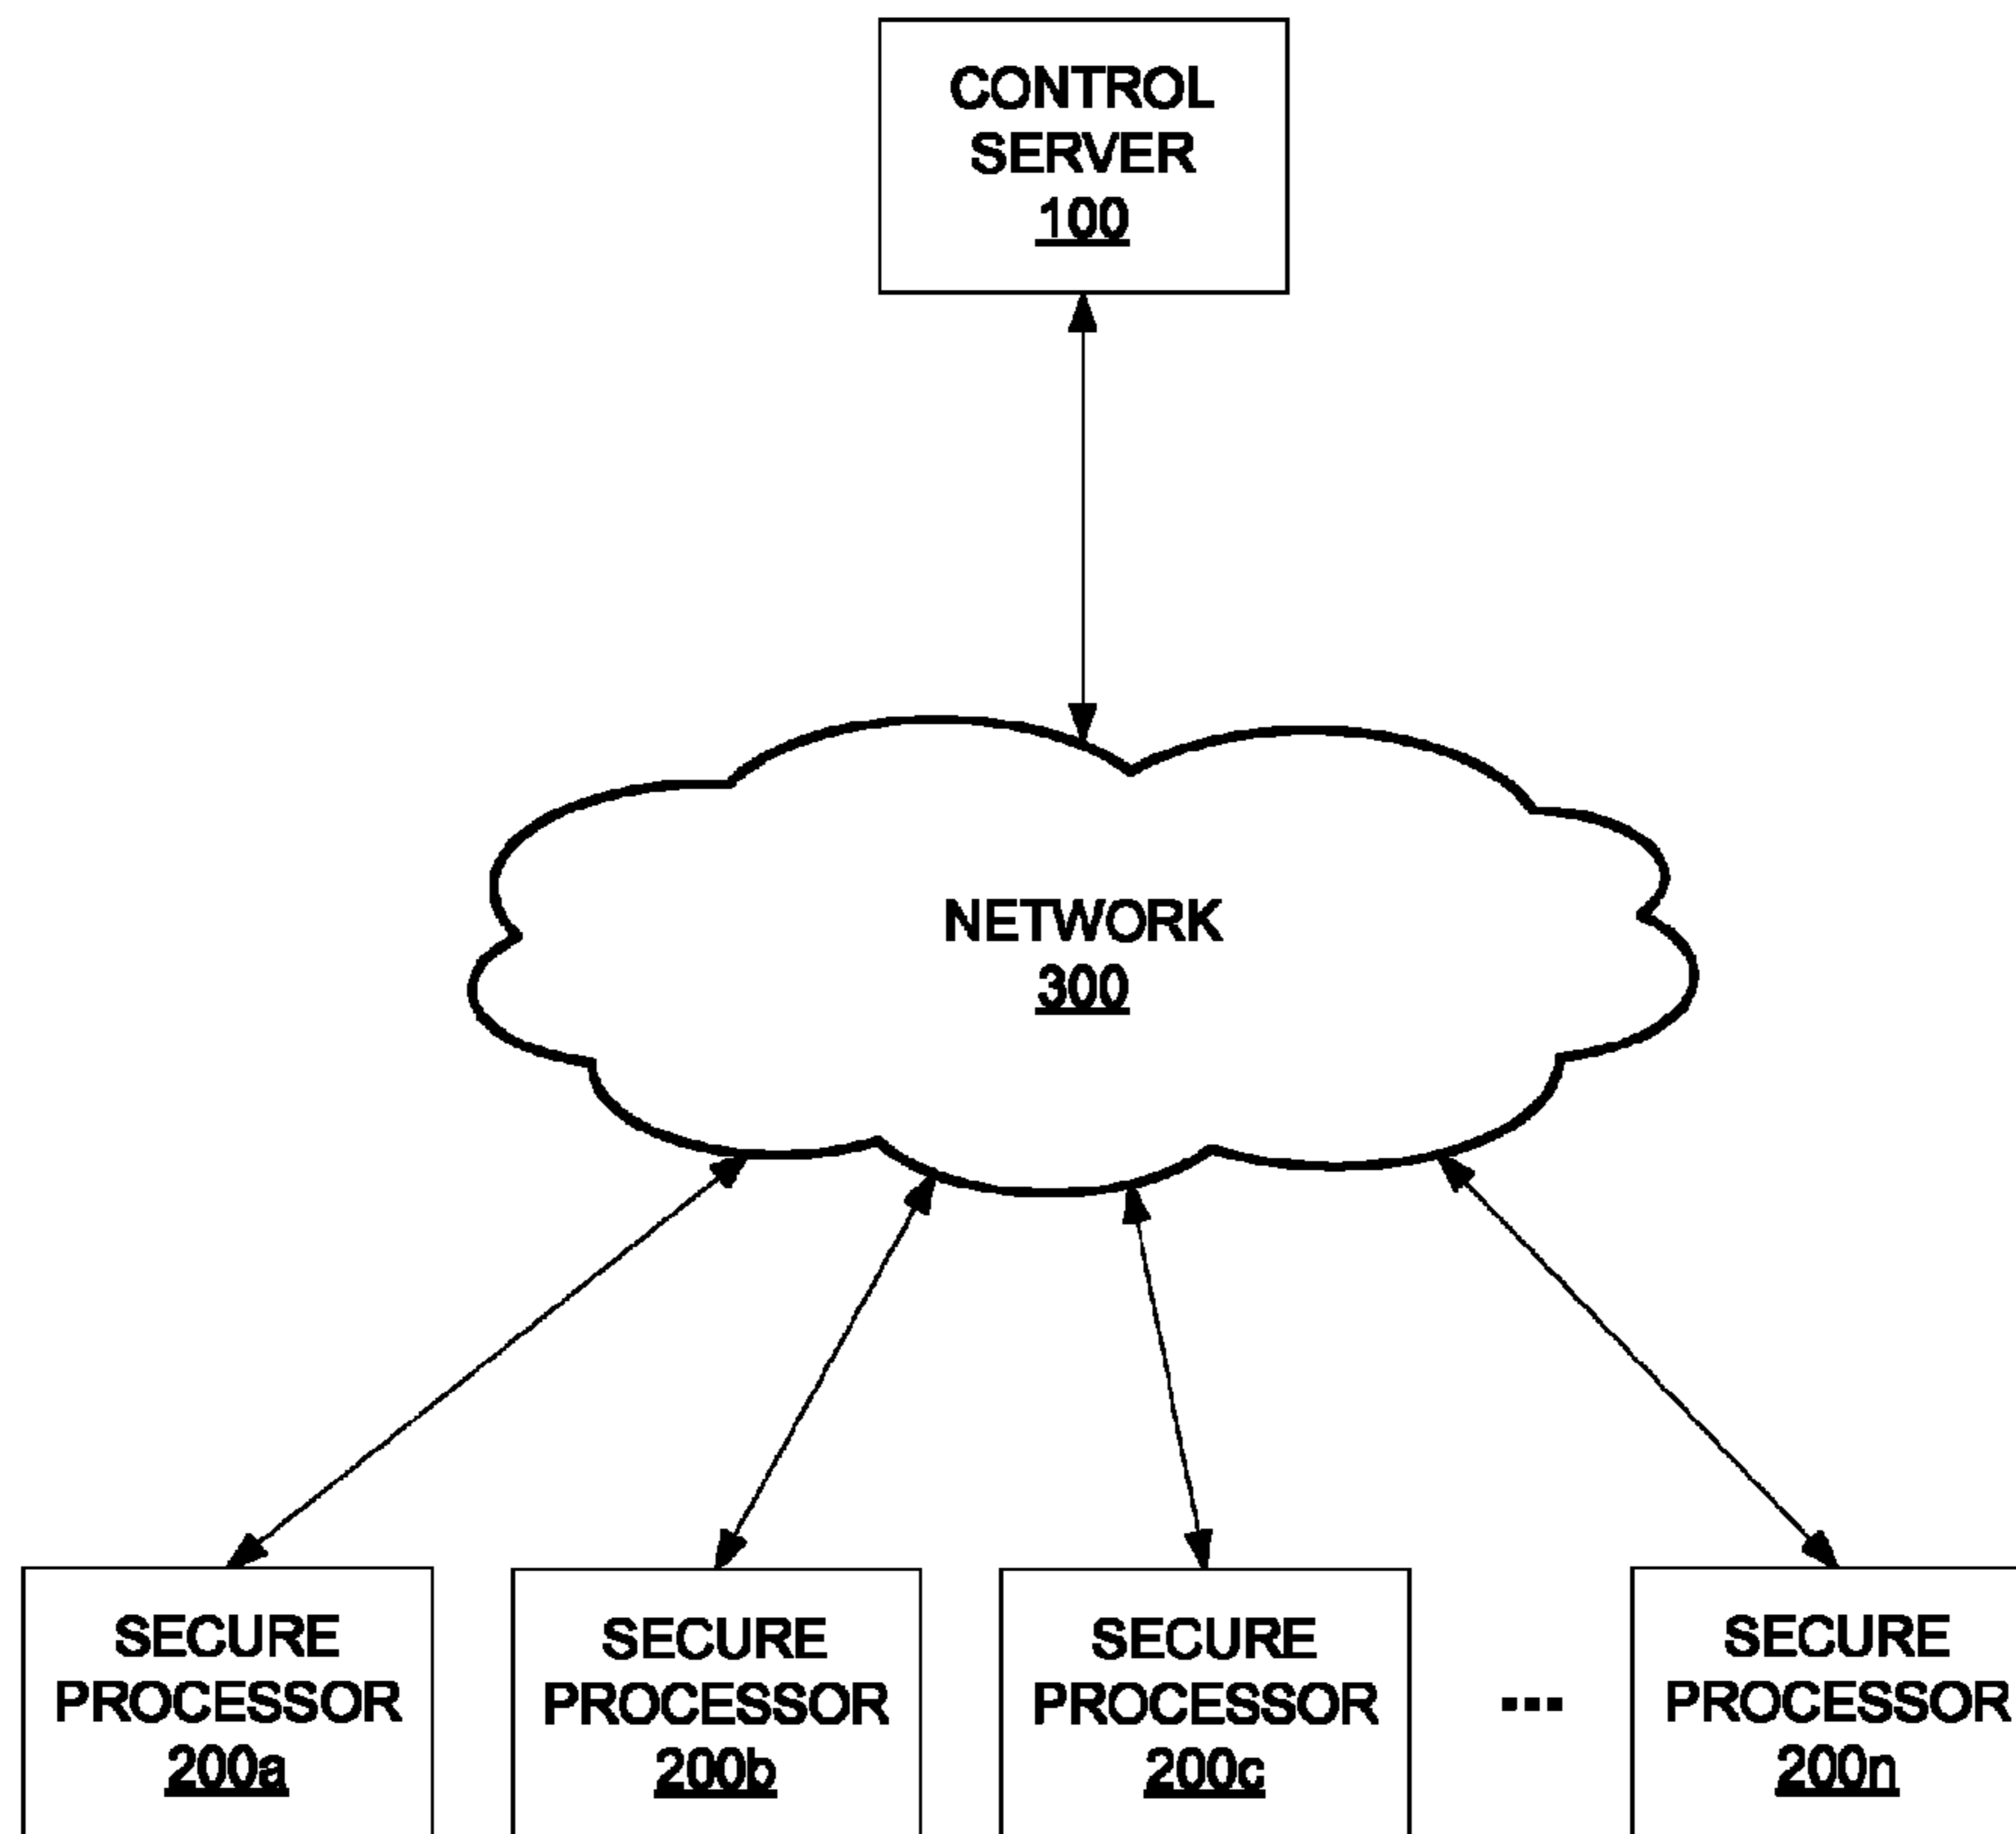 CONTROL
SERVER
100
NETWORK
300
SECURE
PROCESSOR
200a
SECURE
PROCESSOR
200b
SECURE
PROCESSOR
200c
...
SECURE
PROCESSOR
200n